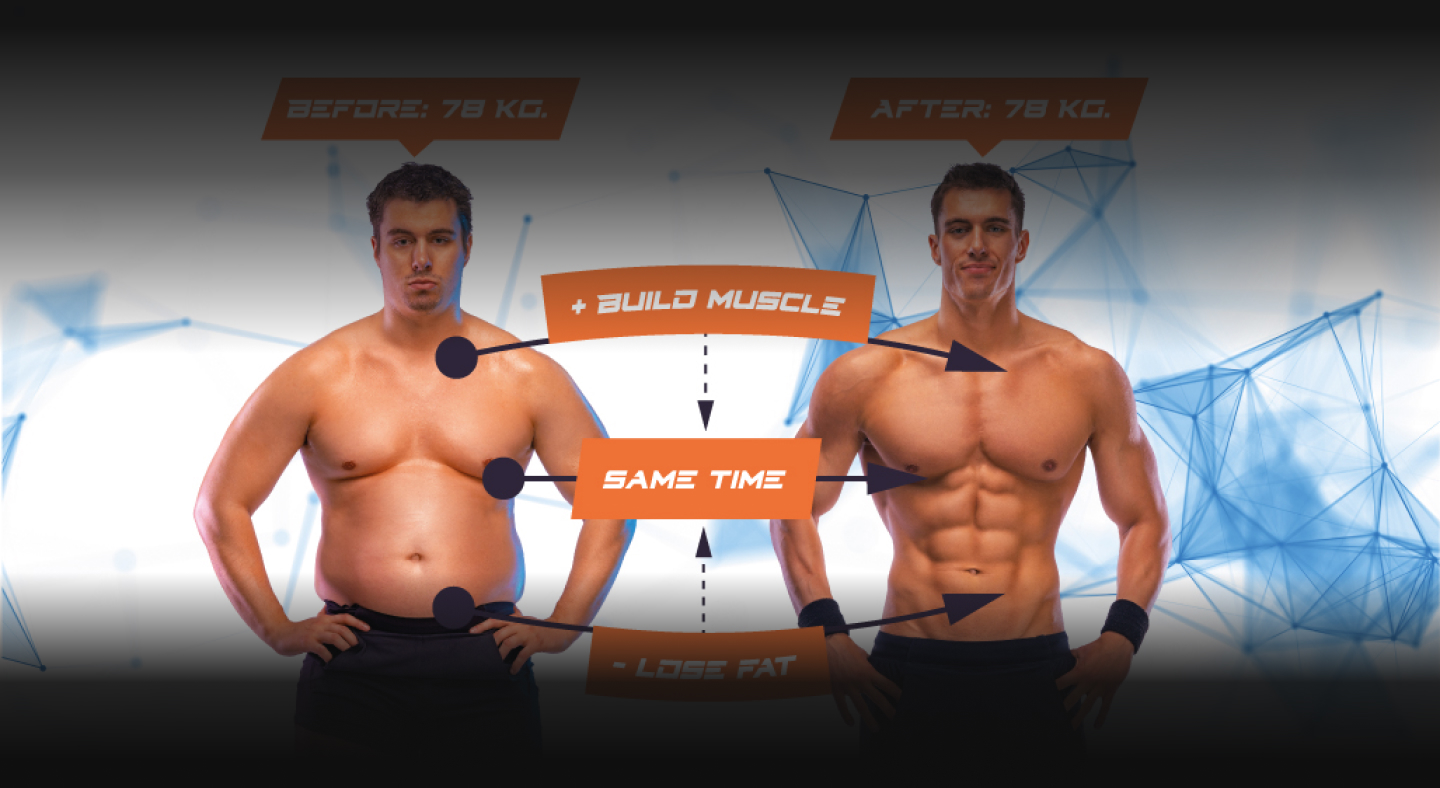 BEFORE: 78 KG.
AFTER: 78 KG.
+ BUILD MUSCLE
SAME TIME
- LOSE FAT